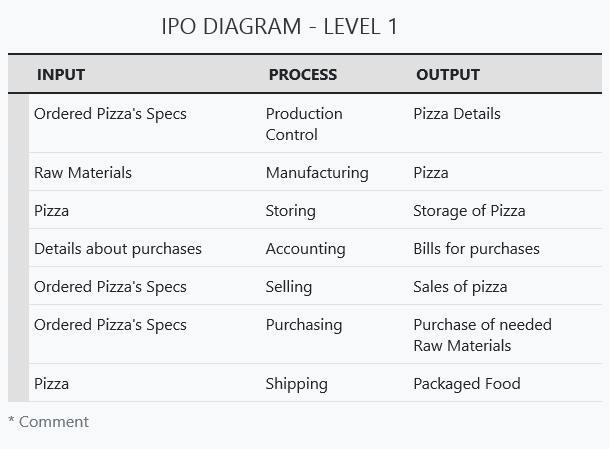 IPO DIAGRAM - LEVEL 1
INPUT PROCESS OUTPUT
Ordered Pizza's Specs Production Control Pizza Details
Raw Materials Manufacturing Pizza
Pizza Storing Storage of Pizza
Details about purchases Accounting Bills for purchases
Ordered Pizza's Specs Selling Sales of pizza
Ordered Pizza's Specs Purchasing Purchase of needed Raw Materials
Pizza Shipping Packaged Food
* Comment